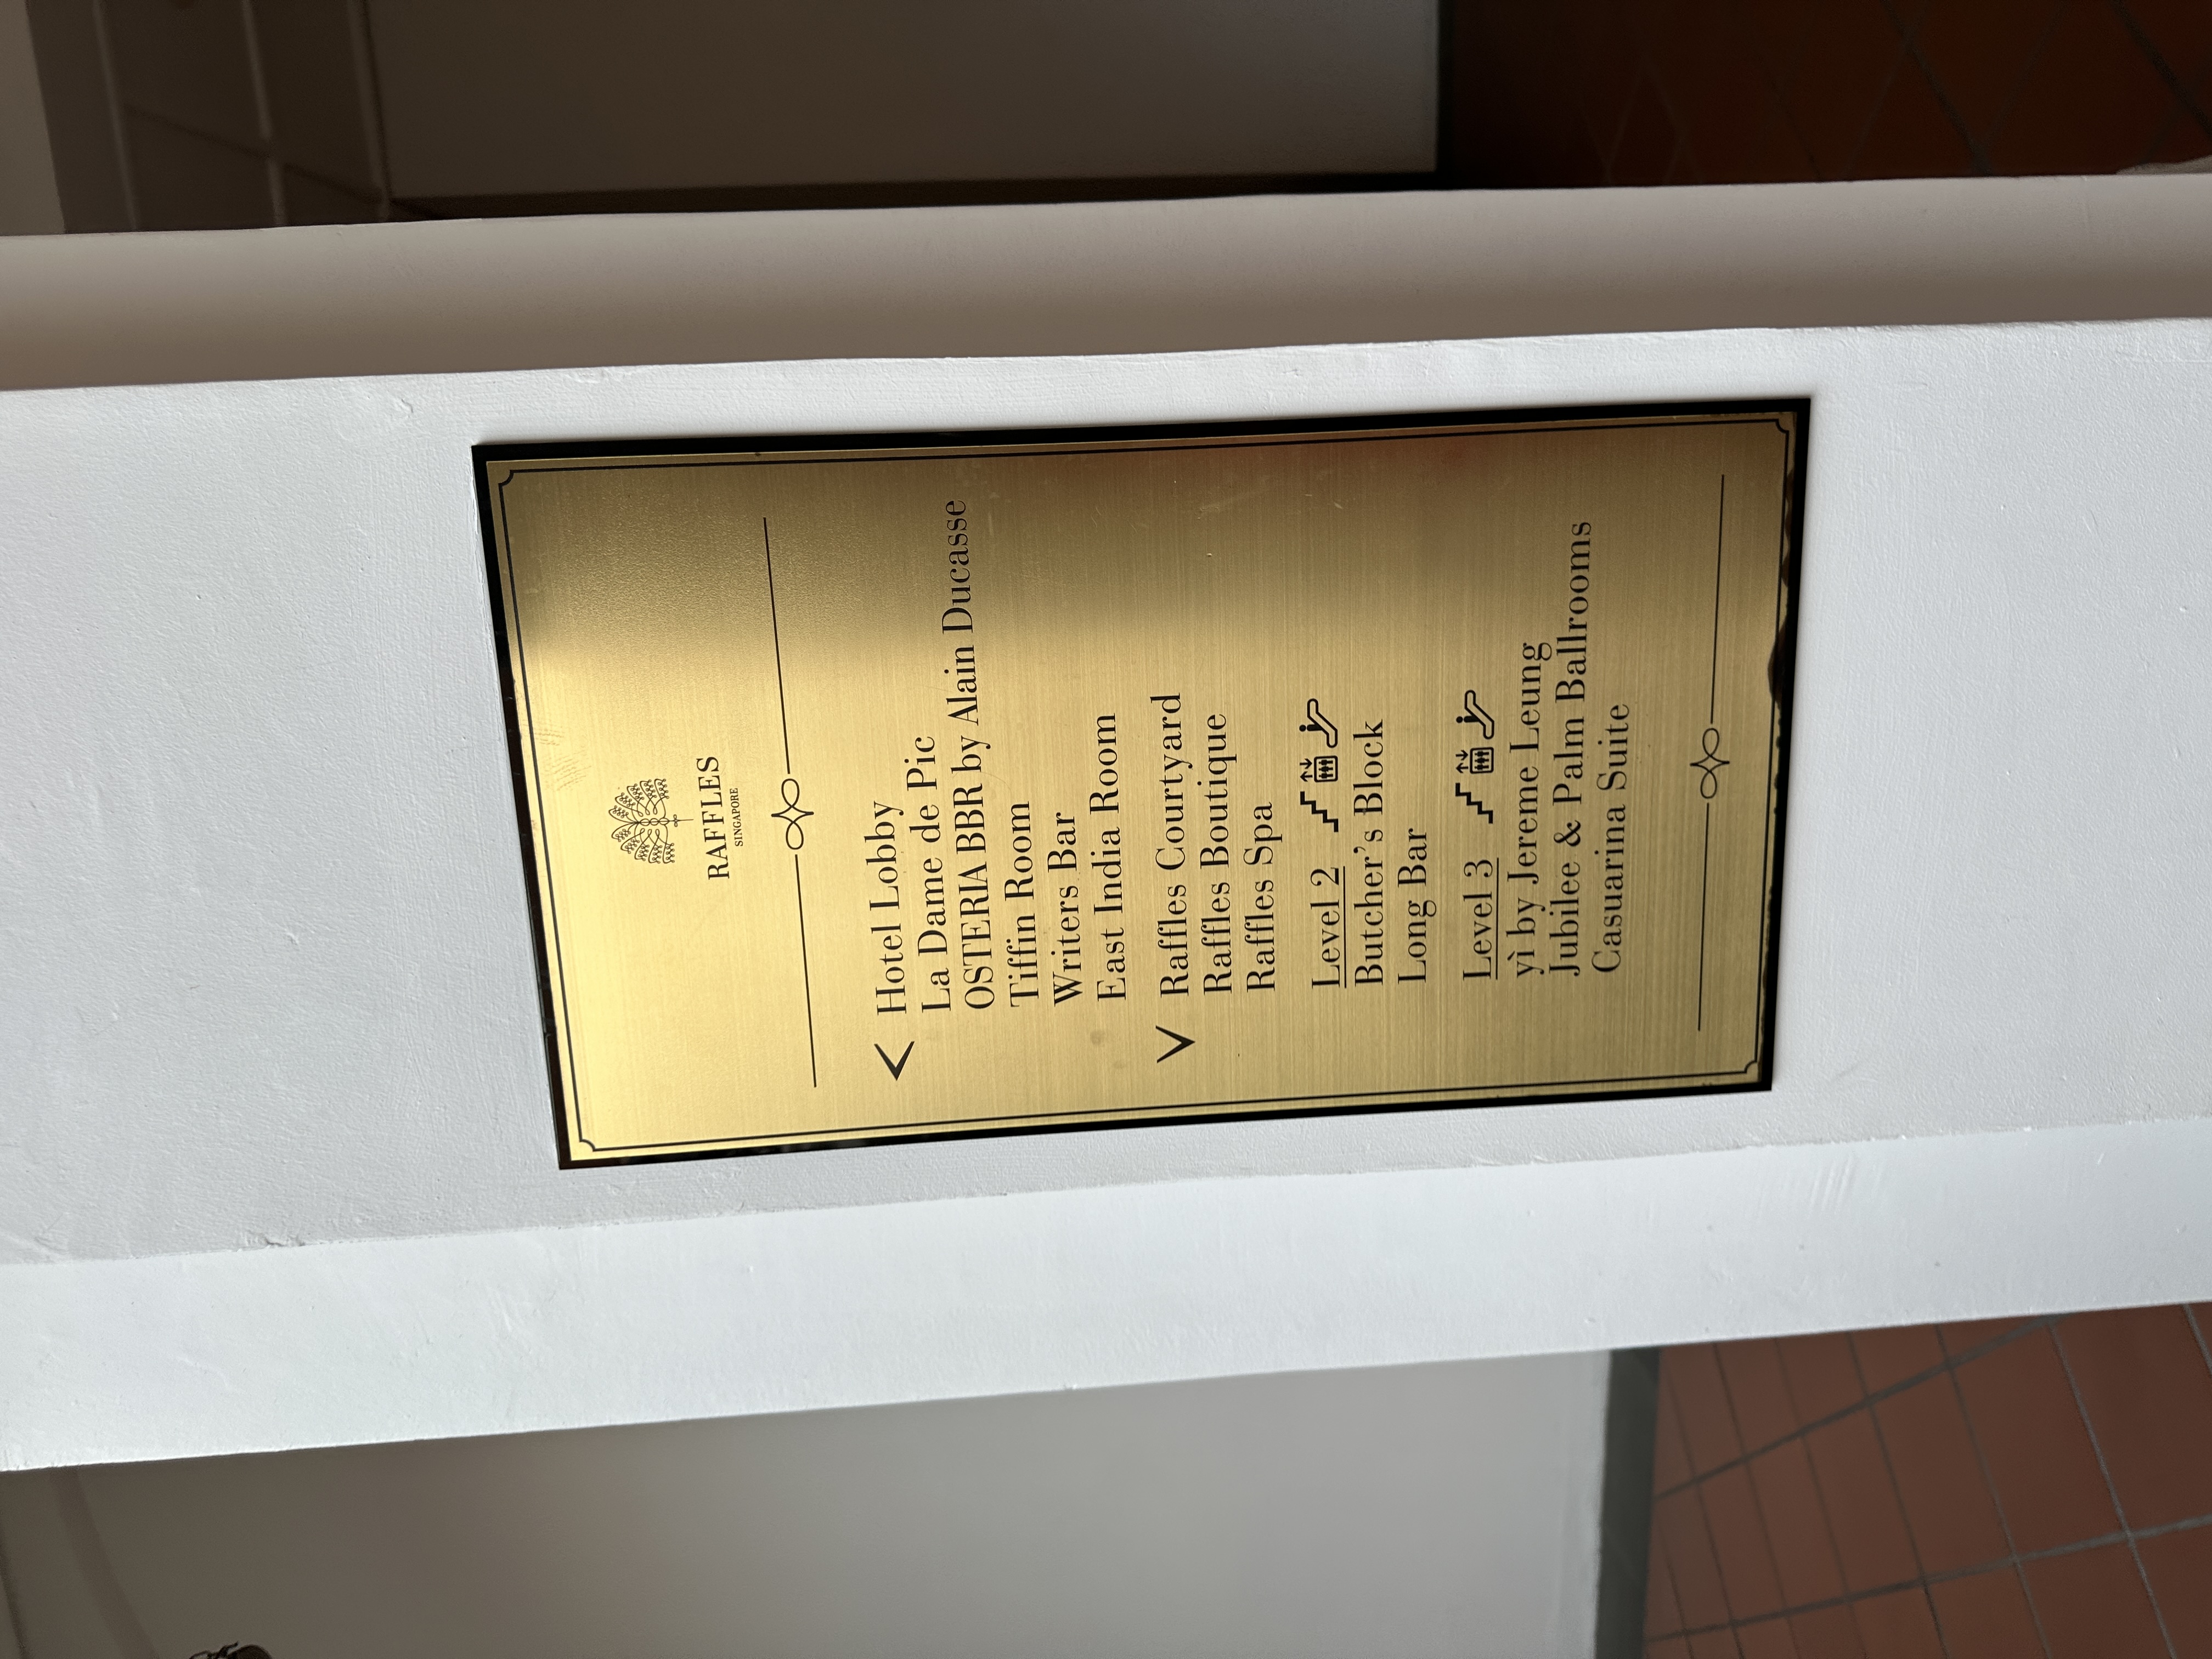 RAFFLES
SINGAPORE
Hotel Lobby
La Dame de Pic
OSTERIA BBR by Alain Ducasse
Tiffin Room
Writers Bar
East India Room
Raffles Courtyard
Raffles Boutique
Raffles Spa
Level 2
Butcher's Block
Long Bar
Level 3
yì by Jereme Leung
Jubilee & Palm Ballrooms
Casuarina Suite